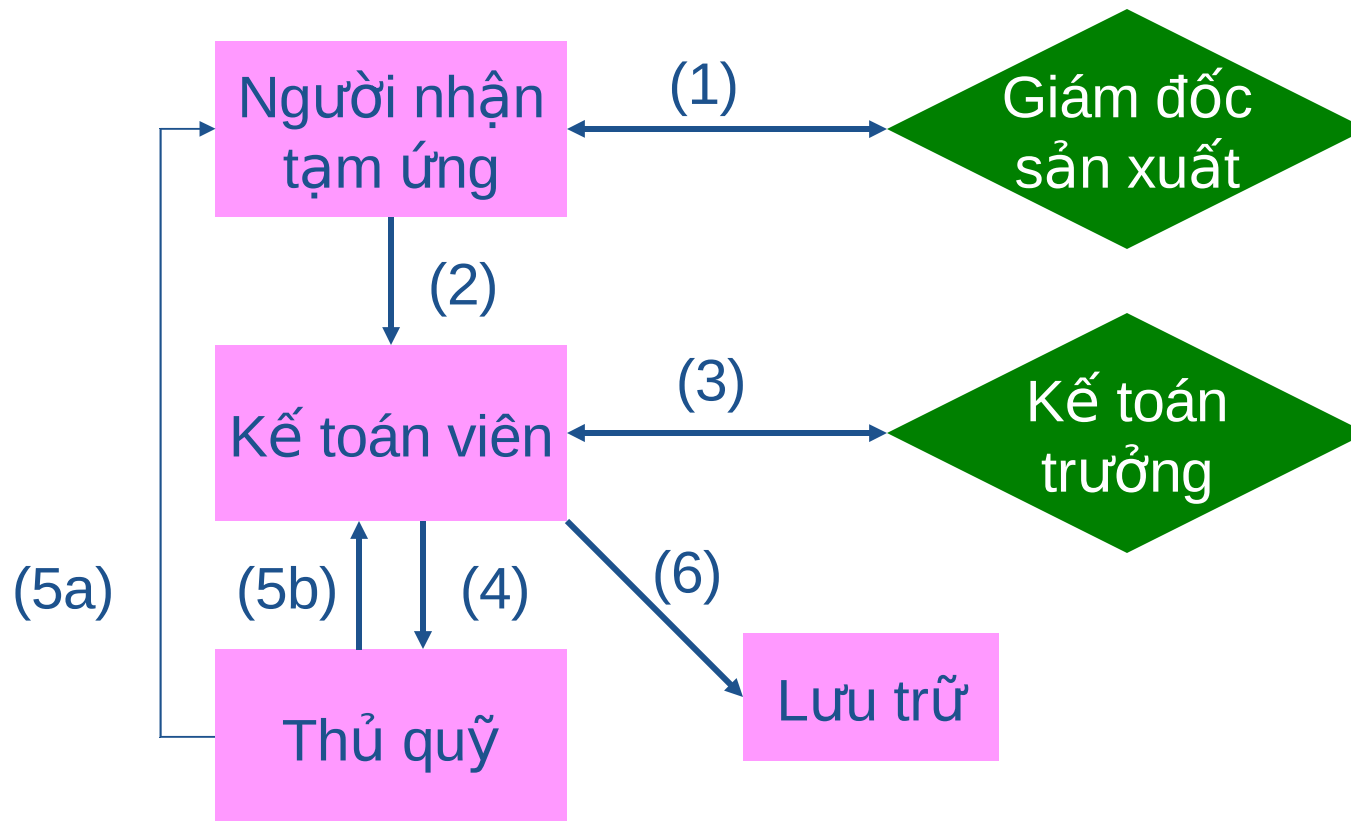 Người nhận
tạm ứng
(1)
Giám đốc
sản xuất
(2)
Kế toán viên
(3)
Kế toán
trưởng
(5a)
(5b)
(4)
(6)
Thủ quỹ
Lưu trữ